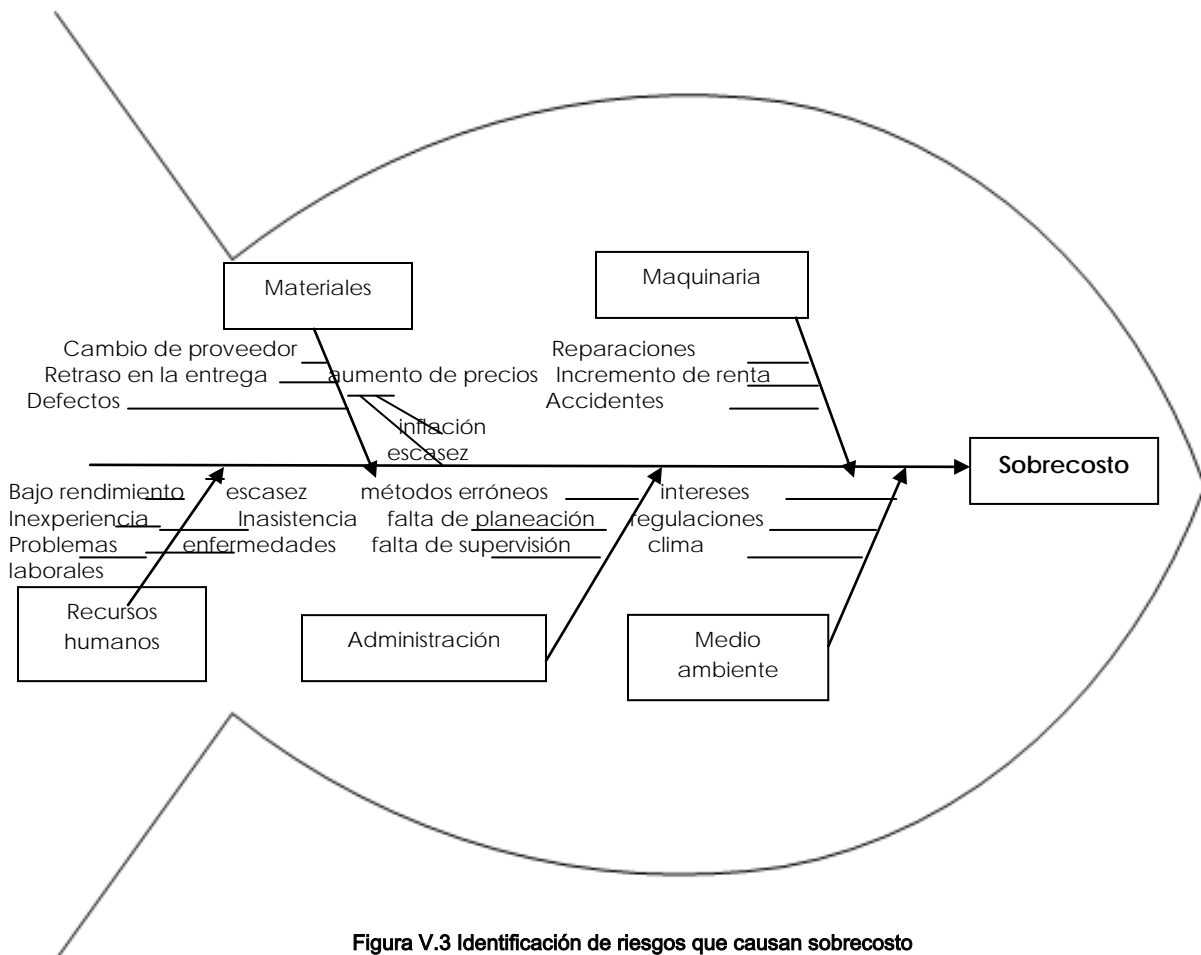 Materiales
Maquinaria
Cambio de proveedor
Retraso en la entrega
Defectos
aumento de precios
inflación
escasez
Reparaciones
Incremento de renta
Accidentes
Sobrecosto
Bajo rendimiento
Inexperiencia
Problemas
laborales
escasez
Inasistencia
enfermedades
métodos erróneos
falta de planeación
falta de supervisión
intereses
regulaciones
clima
Recursos
humanos
Administración
Medio
ambiente
Figura V.3 Identificación de riesgos que causan sobrecosto